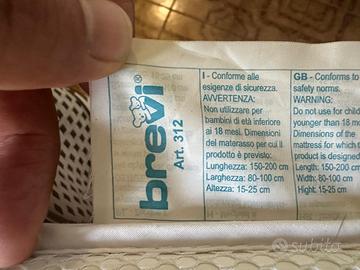 brevi
®
Art. 312
I - Conforme alle
esigenze di sicurezza.
AVVERTENZA:
Non utilizzare per
bambini di età inferiore
ai 18 mesi. Dimensioni
del materasso per cui il
prodotto è previsto:
Lunghezza: 150-200 cm
Larghezza: 80-100 cm
Altezza: 15-25 cm
GB - Conforms to
safety norms.
WARNING:
Do not use for child
younger than 18 mo
Dimensions of the
mattress for which t
product is designed
Length: 150-200 cm
Width: 80-100 cm
Hight: 15-25 cm
subito